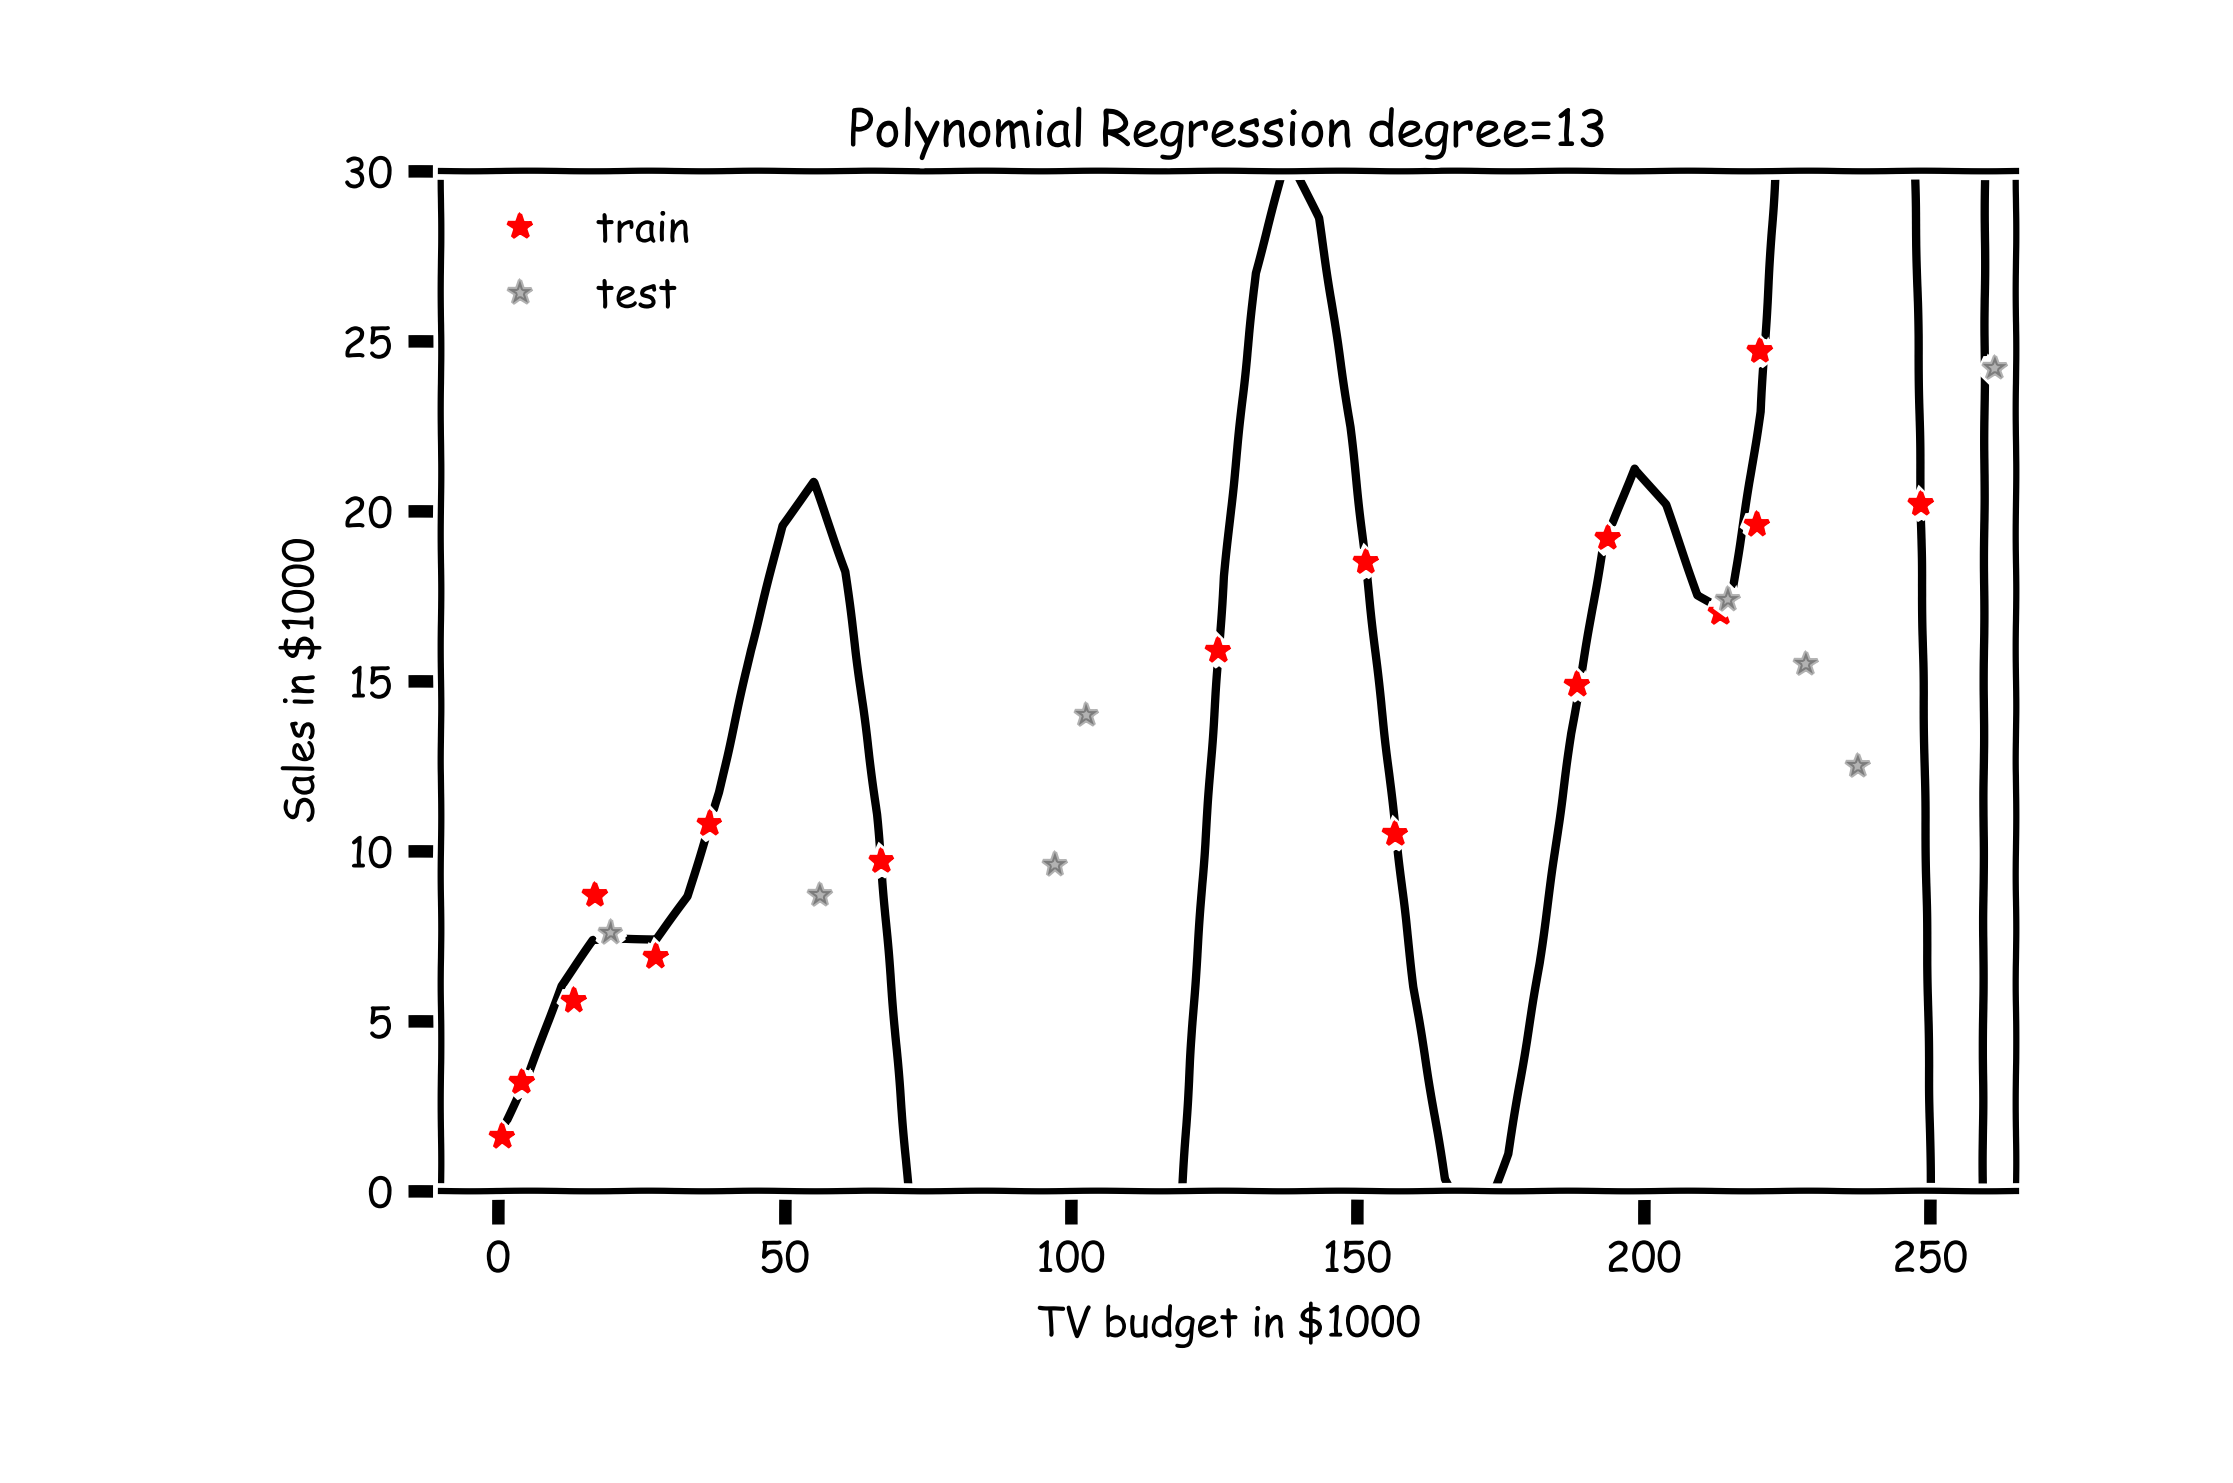 Polynomial Regression degree=13
train
test
30
25
20
15
10
5
0
Sales in $1000
0 50 100 150 200 250
TV budget in $1000